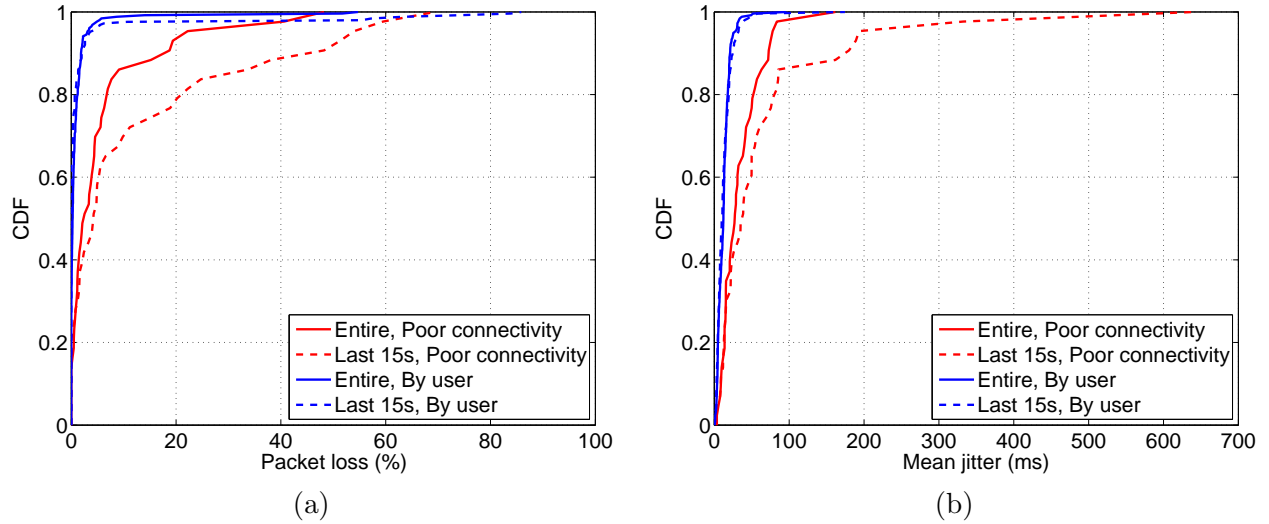 1
0.8
0.6
0.4
0.2
0
CDF
0 20 40 60 80 100
Packet loss (%)
Entire, Poor connectivity
Last 15s, Poor connectivity
Entire, By user
Last 15s, By user
(a)
1
0.8
0.6
0.4
0.2
0
CDF
0 100 200 300 400 500 600 700
Mean jitter (ms)
Entire, Poor connectivity
Last 15s, Poor connectivity
Entire, By user
Last 15s, By user
(b)